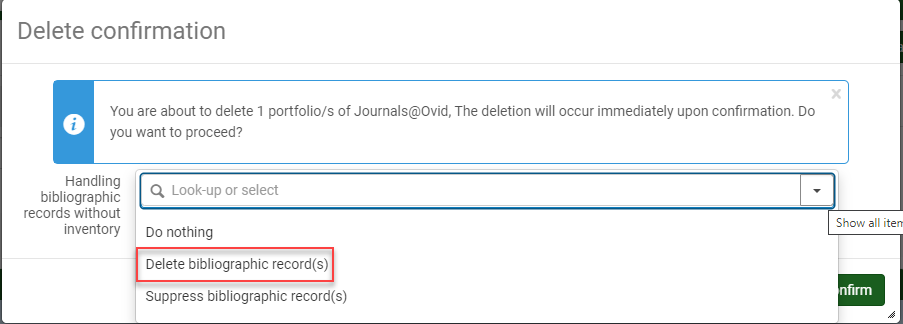 Delete confirmation
You are about to delete 1 portfolio/s of Journals@Ovid, The deletion will occur immediately upon confirmation. Do
you want to proceed?
Handling
bibliographic
records without
inventory
Look-up or select
Show all item
Do nothing
Delete bibliographic record(s)
Suppress bibliographic record(s)
nfirm